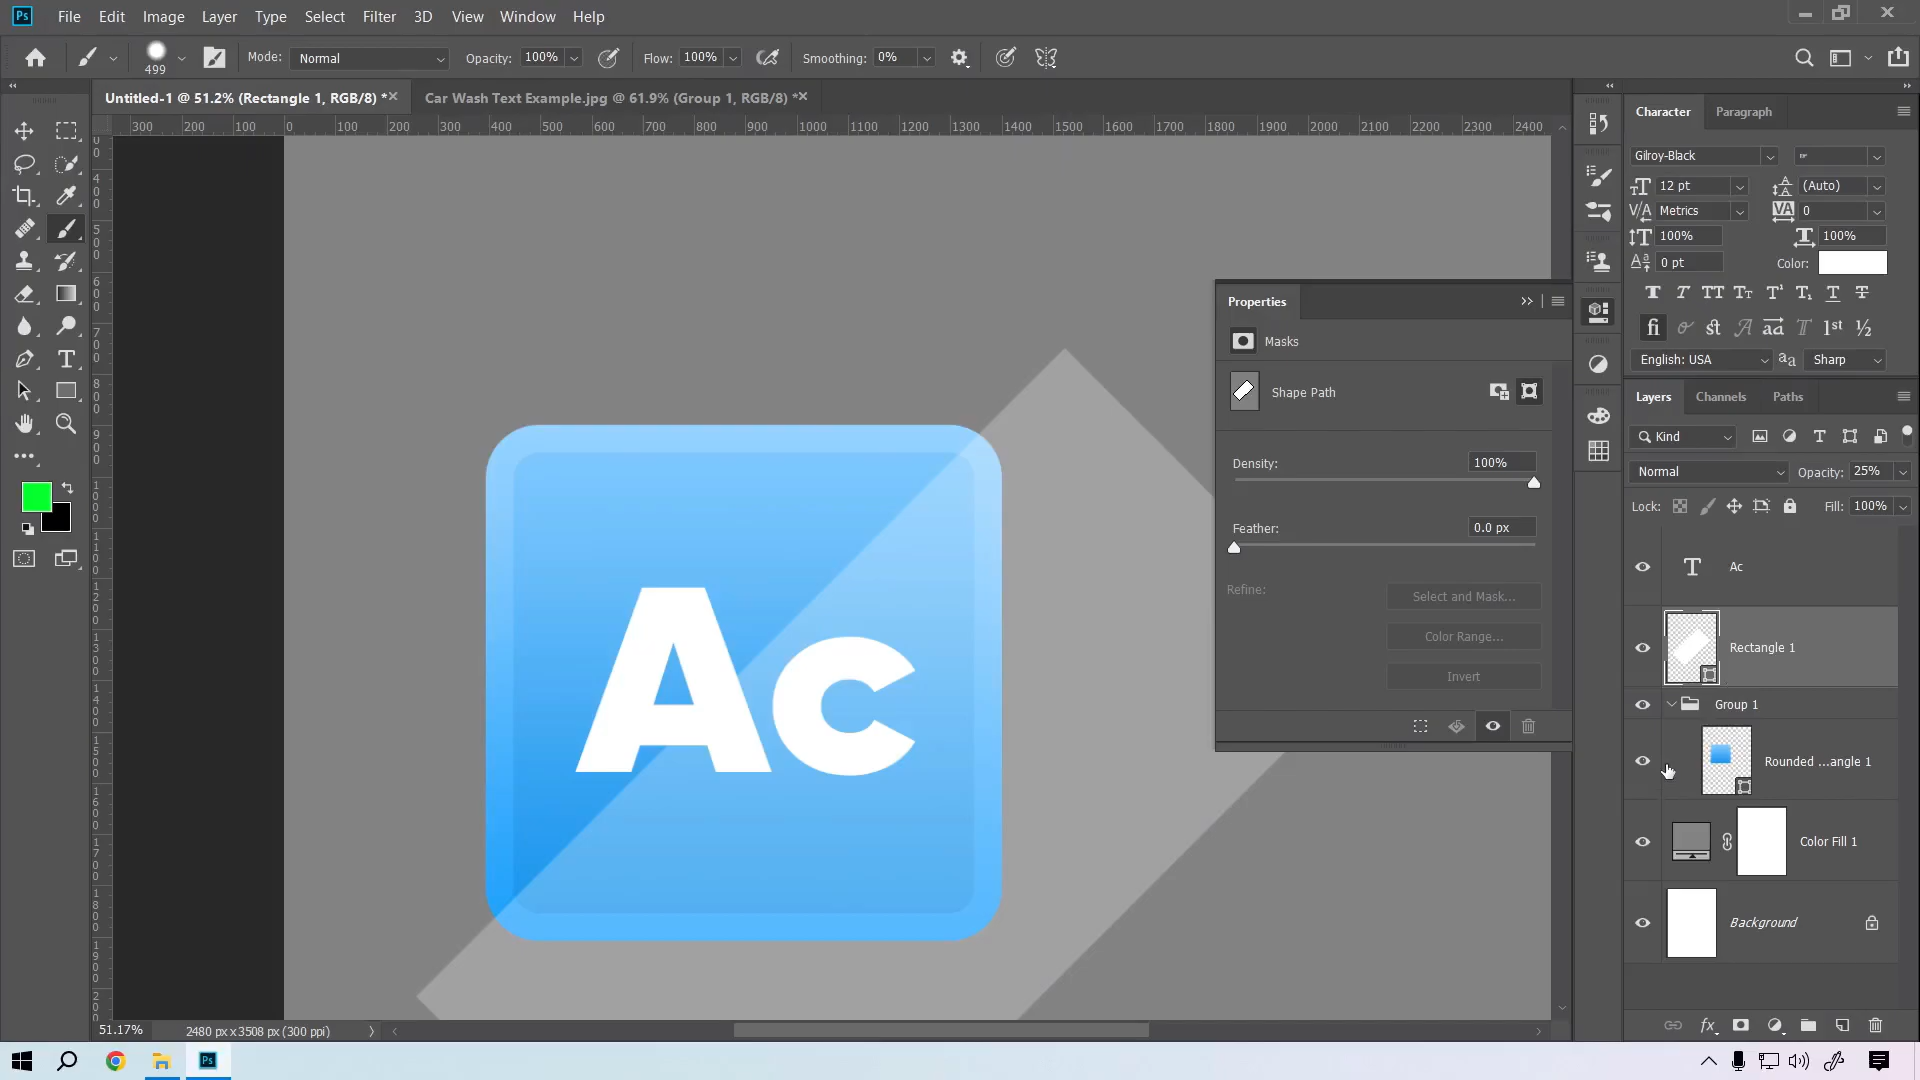 Ps File Edit Image Layer Type Select Filter 3D View Window Help
499 Mode: Normal Opacity: 100% Flow: 100% Smoothing: 0%
Untitled-1 @ 51.2% (Rectangle 1, RGB/8) * Car Wash Text Example.jpg @ 61.9% (Group 1, RGB/8) *
300 200 100 0 100 200 300 400 500 600 700 800 900 1000 1100 1200 1300 1400 1500 1600 1700 1800 1900 2000 2100 2200 2300 2400
Character Paragraph
Gilroy-Black
12 pt (Auto)
Metrics 0
100% 100%
0 pt Color:
English: USA Sharp
Properties
Masks
Shape Path
Density: 100%
Feather: 0.0 px
Refine: Select and Mask...
Color Range...
Invert
Layers Channels Paths
Kind
Normal Opacity: 25%
Lock: Fill: 100%
Ac
Rectangle 1
Group 1
Rounded ...angle 1
Color Fill 1
Background
Ac
51.17% 2480 px x 3508 px (300 ppi)
Ps